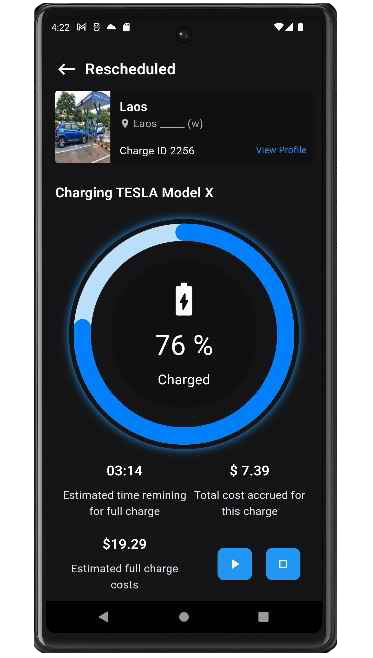 4:22
Rescheduled
Laos
Laos ____ (w)
Charge ID 2256
View Profile
Charging TESLA Model X
76 %
Charged
03:14
Estimated time remining
for full charge
$ 7.39
Total cost accrued for
this charge
$19.29
Estimated full charge
costs